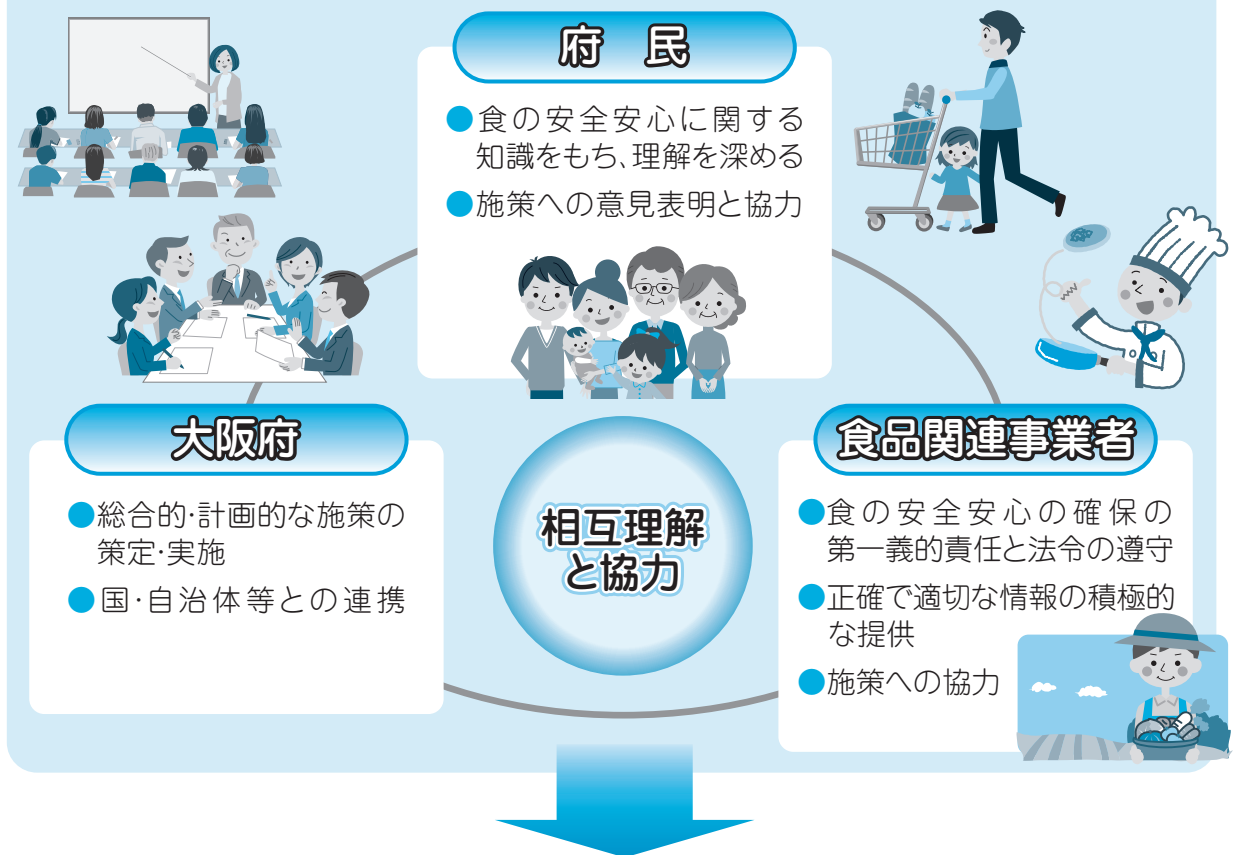 府 民
●食の安全安心に関する
知識をもち、理解を深める
●施策への意見表明と協力
大阪府
●総合的・計画的な施策の
策定・実施
●国・自治体等との連携
相互理解
と協力
食品関連事業者
●食の安全安心の確保の
第一義的責任と法令の遵守
●正確で適切な情報の積極的
な提供
●施策への協力